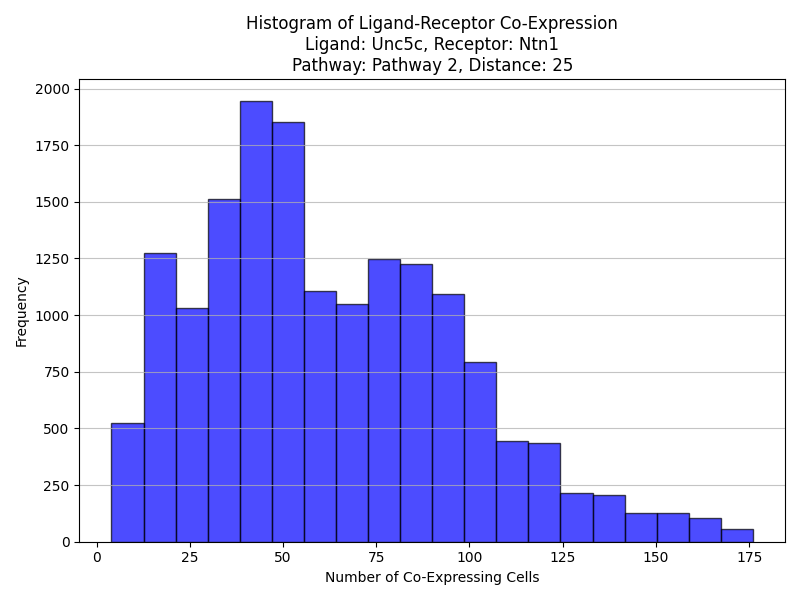 Histogram of Ligand-Receptor Co-Expression
Ligand: Unc5c, Receptor: Ntn1
Pathway: Pathway 2, Distance: 25
2000
1750
1500
1250
1000
750
500
250
0
Frequency
0 25 50 75 100 125 150 175
Number of Co-Expressing Cells